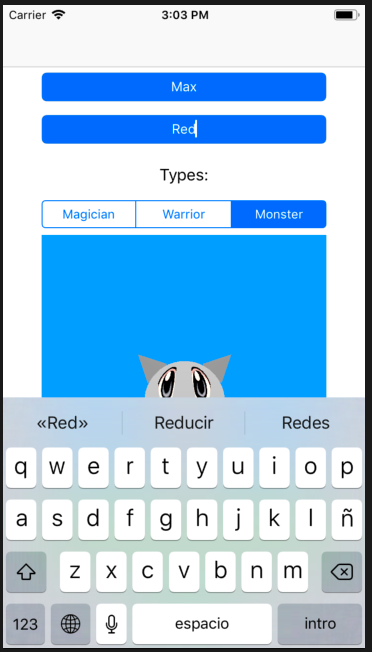 Carrier 3:03 PM
Max
Red
Types:
Magician Warrior Monster
«Red» Reducir Redes
q w e r t y u i o p
a s d f g h j k l ñ
z x c v b n m
123 espacio intro